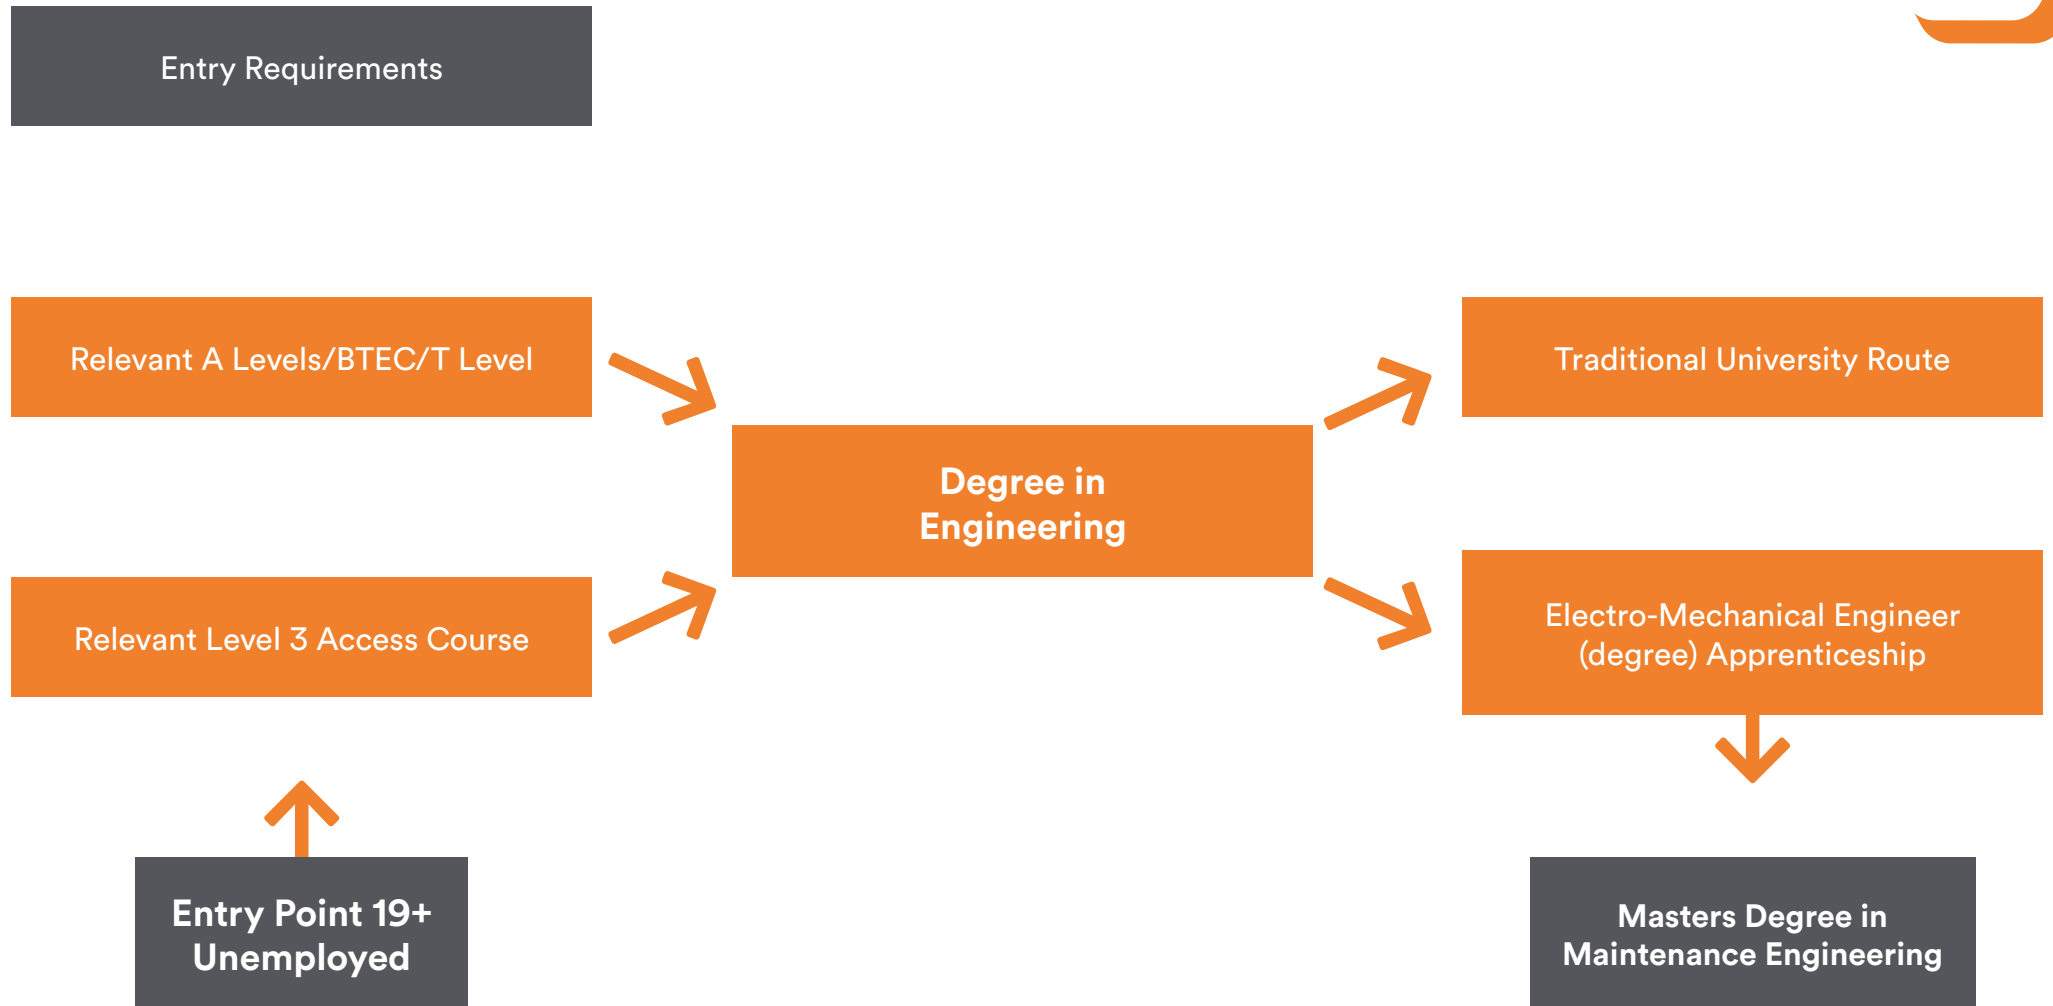 Entry Requirements
Relevant A Levels/BTEC/T Level
Relevant Level 3 Access Course
Entry Point 19+
Unemployed
Degree in
Engineering
Traditional University Route
Electro-Mechanical Engineer
(degree) Apprenticeship
Masters Degree in
Maintenance Engineering